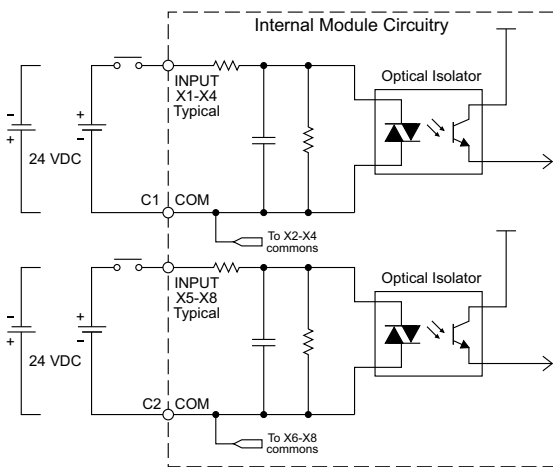 Internal Module Circuitry
INPUT
X1-X4
Typical
Optical Isolator
-
+
+
-
24 VDC
C1
COM
To X2-X4
commons
INPUT
X5-X8
Typical
Optical Isolator
-
+
+
-
24 VDC
C2
COM
To X6-X8
commons